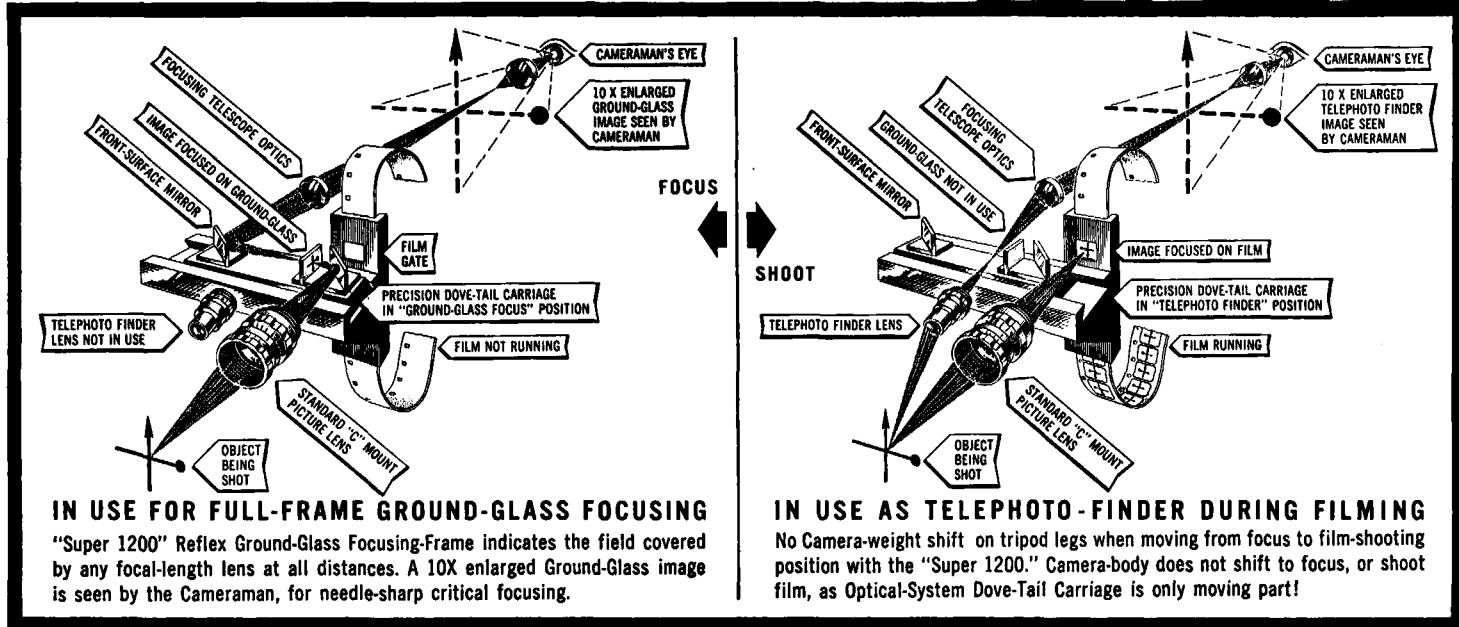 CAMERAMAN'S EYE
10 X ENLARGED
GROUND-GLASS
IMAGE SEEN BY
CAMERAMAN
FOCUSING TELESCOPE OPTICS
IMAGE FOCUSED ON GROUND-GLASS
FRONT-SURFACE MIRROR
FILM
GATE
PRECISION DOVE-TAIL CARRIAGE
IN "GROUND-GLASS FOCUS" POSITION
TELEPHOTO FINDER
LENS NOT IN USE
FILM NOT RUNNING
STANDARD "C" MOUNT
PICTURE LENS
OBJECT
BEING
SHOT
IN USE FOR FULL-FRAME GROUND-GLASS FOCUSING
"Super 1200" Reflex Ground-Glass Focusing-Frame indicates the field covered
by any focal-length lens at all distances. A 10X enlarged Ground-Glass image
is seen by the Cameraman, for needle-sharp critical focusing.
FOCUS
SHOOT
CAMERAMAN'S EYE
10 X ENLARGED
TELEPHOTO FINDER
IMAGE SEEN
BY CAMERAMAN
FOCUSING
TELESCOPE OPTICS
GROUND-GLASS NOT IN USE
FRONT-SURFACE MIRROR
IMAGE FOCUSED ON FILM
PRECISION DOVE-TAIL CARRIAGE
IN "TELEPHOTO FINDER" POSITION
TELEPHOTO FINDER LENS
FILM RUNNING
STANDARD "C" MOUNT
PICTURE LENS
OBJECT
BEING
SHOT
IN USE AS TELEPHOTO-FINDER DURING FILMING
No Camera-weight shift on tripod legs when moving from focus to film-shooting
position with the "Super 1200." Camera-body does not shift to focus, or shoot
film, as Optical-System Dove-Tail Carriage is only moving part!